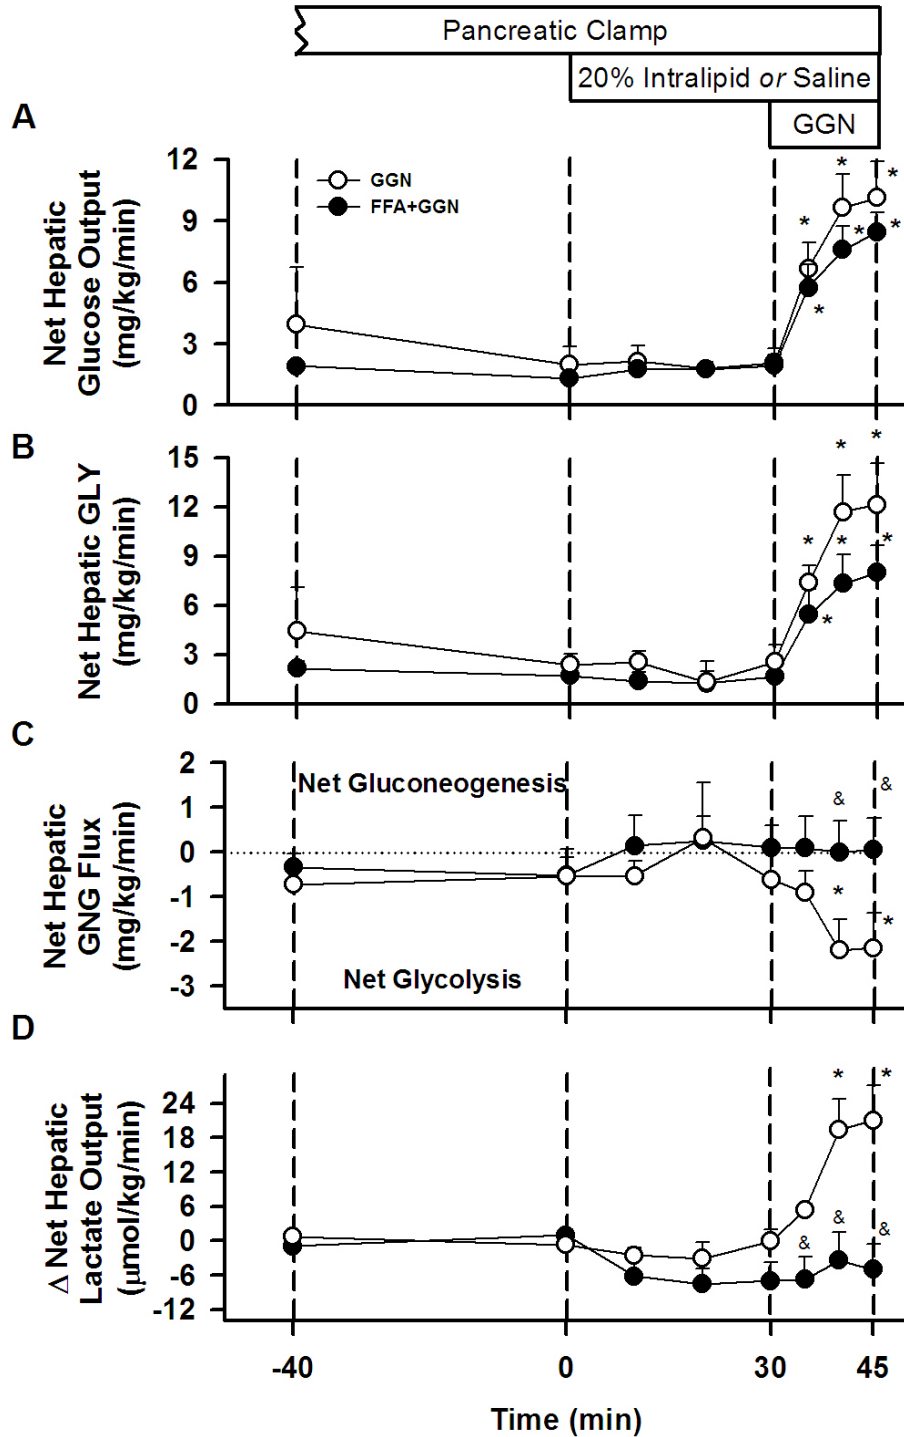 Pancreatic Clamp
20% Intralipid or Saline
GGN
A
Net Hepatic
Glucose Output
(mg/kg/min)
12
9
6
3
0
GGN
FFA+GGN
*
*
*
*
*
*
B
Net Hepatic GLY
(mg/kg/min)
15
12
9
6
3
0
*
*
*
*
*
*
C
Net Hepatic
GNG Flux
(mg/kg/min)
2
1
0
-1
-2
-3
Net Gluconeogenesis
Net Glycolysis
&
&
*
*
D
Δ Net Hepatic
Lactate Output
(μmol/kg/min)
24
18
12
6
0
-6
-12
*
*
&
&
&
-40
0
30
45
Time (min)